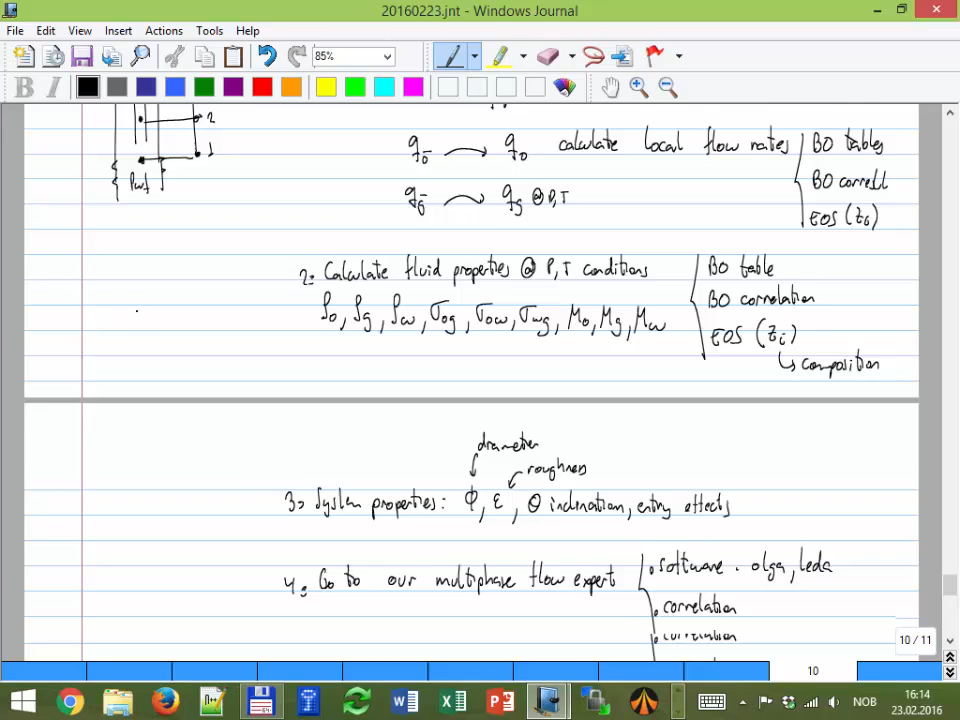 20160223.jnt - Windows Journal
File Edit View Insert Actions Tools Help
85%
B I
2
1
Pwf
qō → qo calculate local flow rates
BO tables
BO correl
qḡ → qg @ P,T
EOS (Zi)
2: Calculate fluid properties @ P, T conditions
BO table
BO correlation
EOS (Zi)
↳ composition
ρo, ρg, ρw, σog, σow, σwg, μo, μg, μw
diameter
roughness
3: System properties: Φ, ε, θ inclination, entry effects
4: Go to our multiphase flow expert
• software . olga, leda
• correlation
10 / 11
10
NOB
16:14
23.02.2016